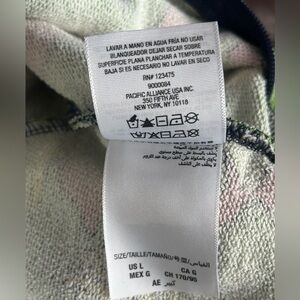 LAVAR A MANO EN AGUA FRÍA NO USAR
BLANQUEADOR DEJAR SECAR SOBRE
SUPERFICIE PLANA PLANCHAR A TEMPERATURA
BAJA SI ES NECESARIO NO LAVAR EN SECO
RN# 123475
9000084
PACIFIC ALLIANCE USA INC.
350 FIFTH AVE
NEW YORK, NY 10118
SIZE/TAILLE/TAMAÑO/
US L
CA G
MEX G
CH 170/96
AE كبير